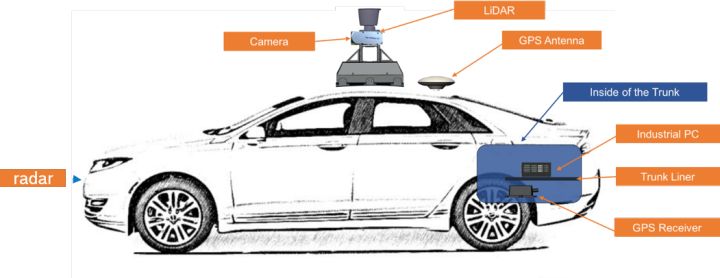 LiDAR
Camera
GPS Antenna
Inside of the Trunk
Industrial PC
radar
Trunk Liner
GPS Receiver